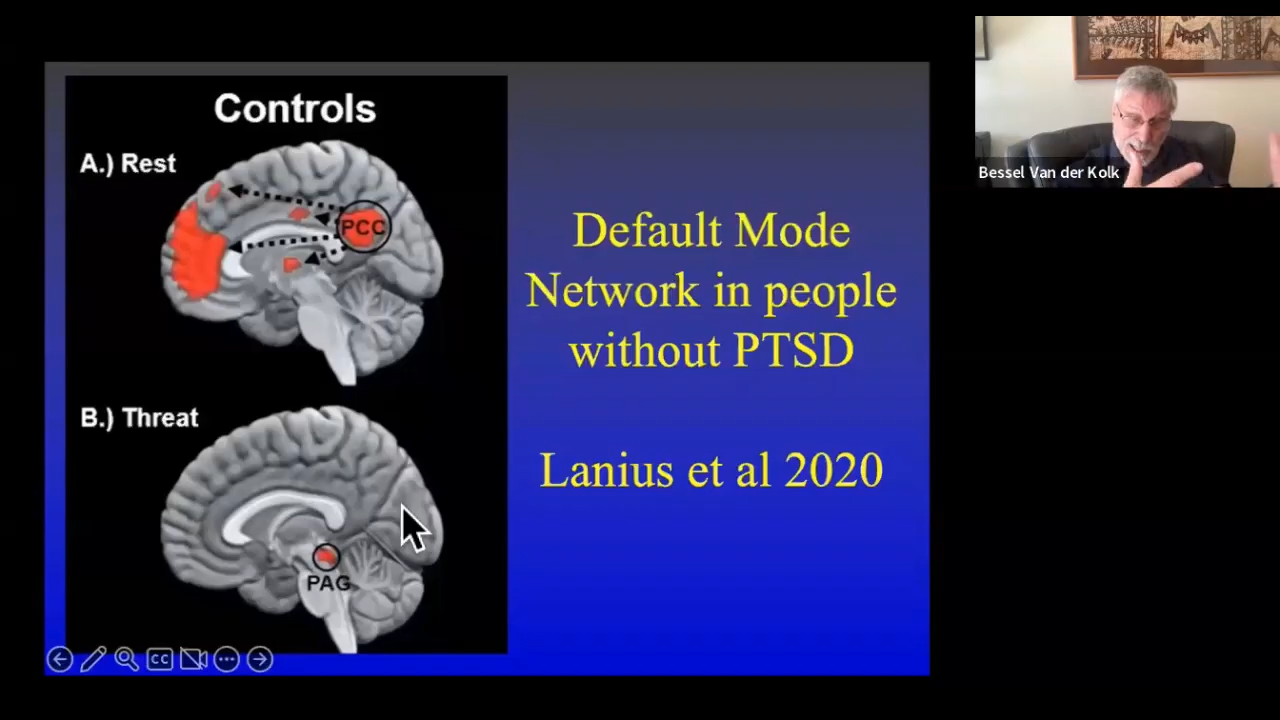 Controls
A.) Rest
PCC
B.) Threat
PAG
Default Mode
Network in people
without PTSD
Lanius et al 2020
CC
Bessel Van der Kolk